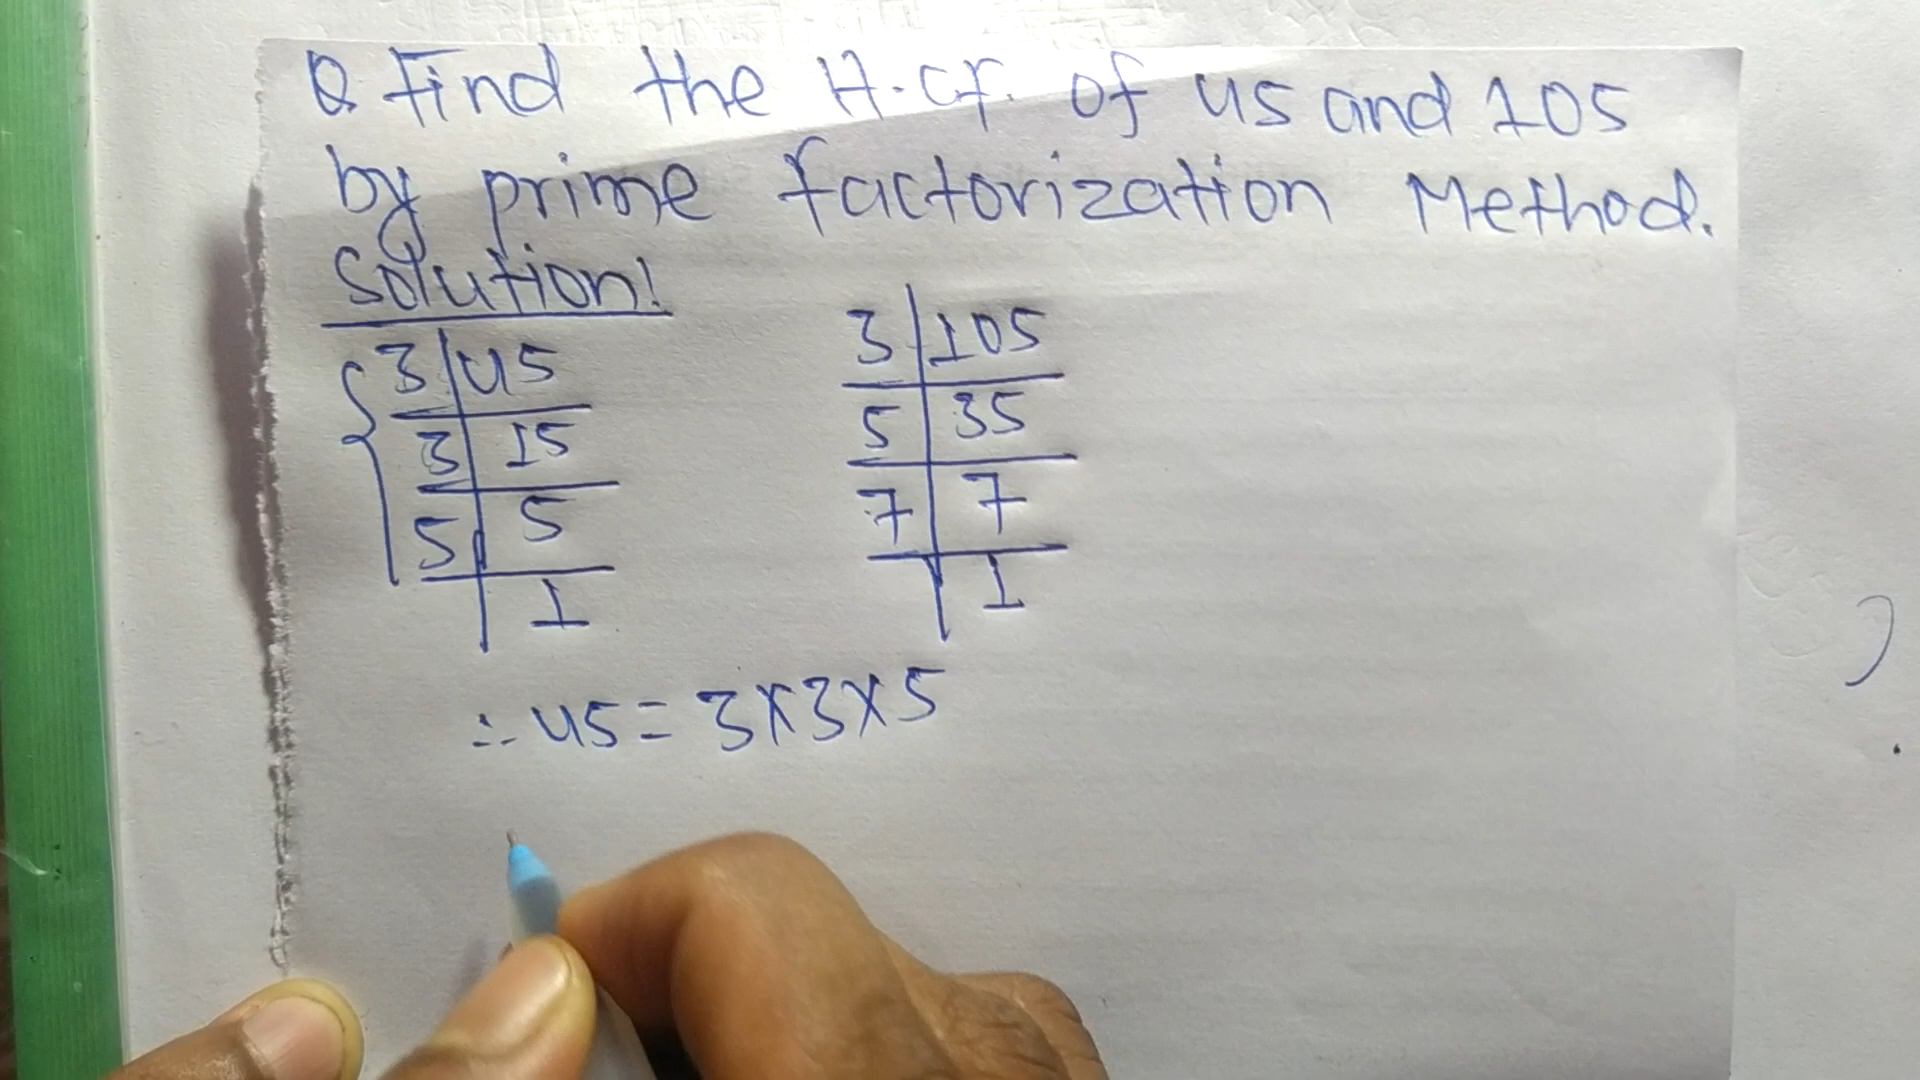 Q Find the H.C.F. of 45 and 105
by prime factorization Method.
Solution!
3 | 45
3 | 15
5 | 5
1
3 | 105
5 | 35
7 | 7
1
∴ 45 = 3×3×5